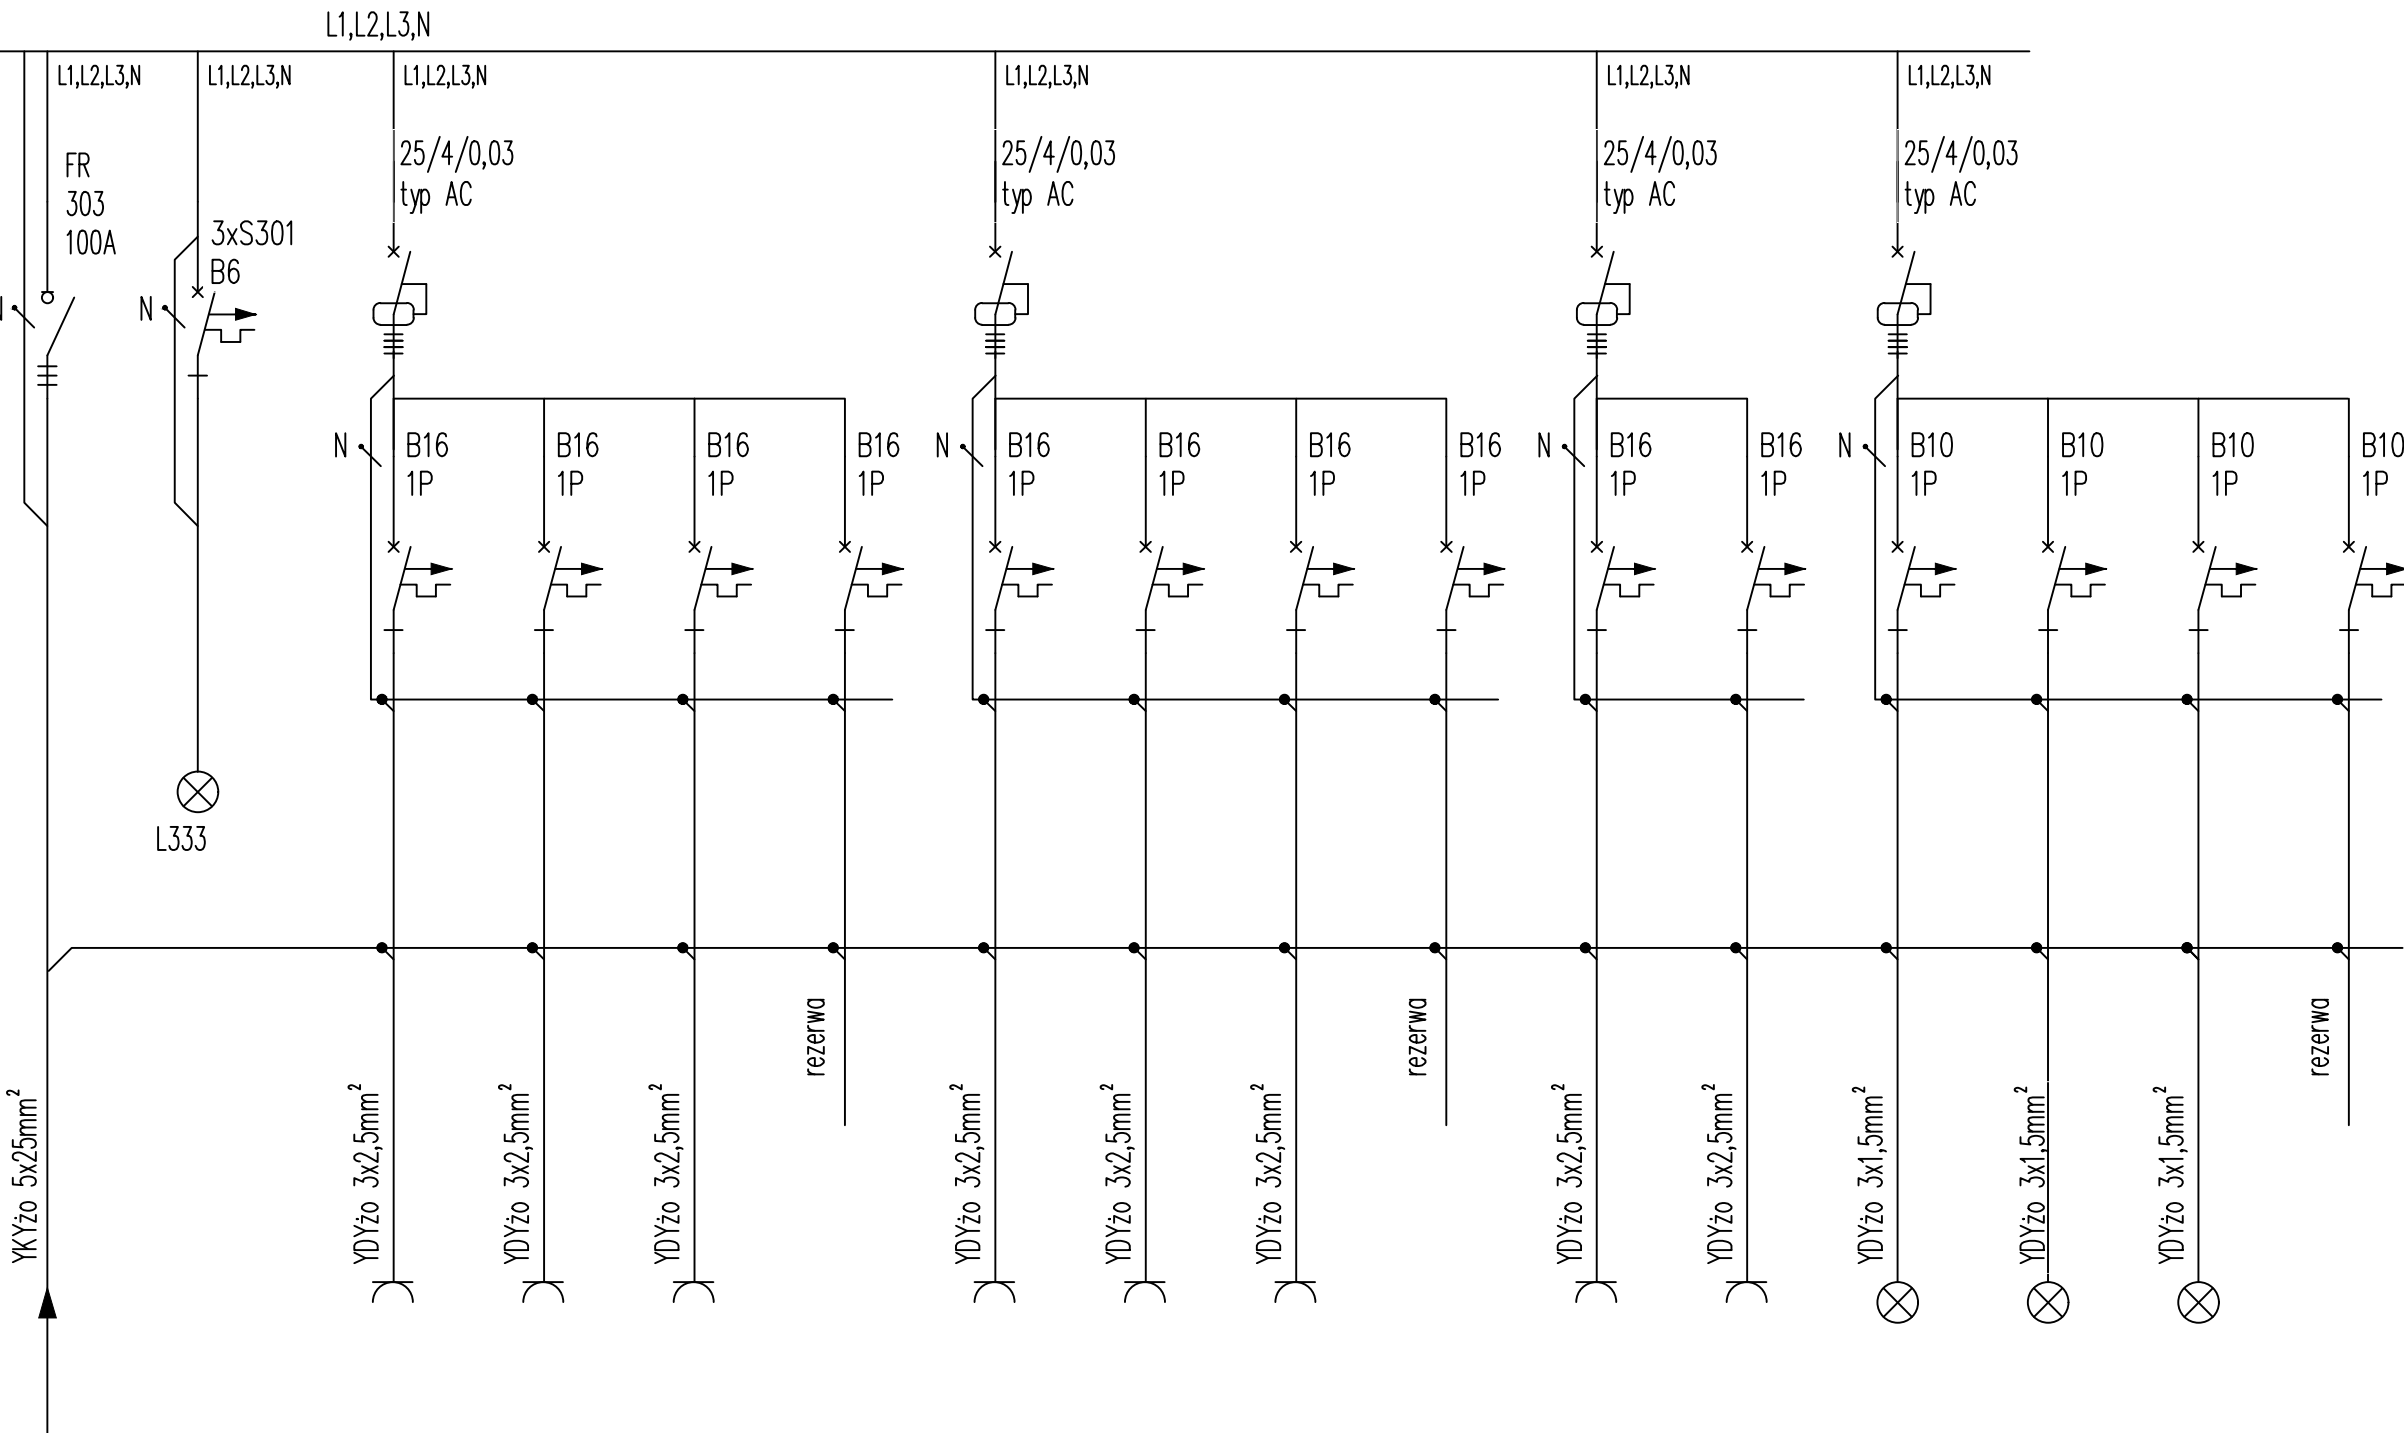 L1,L2,L3,N
L1,L2,L3,N
L1,L2,L3,N
L1,L2,L3,N
L1,L2,L3,N
L1,L2,L3,N
L1,L2,L3,N
FR
303
100A
3xS301
B6
25/4/0,03
typ AC
25/4/0,03
typ AC
25/4/0,03
typ AC
25/4/0,03
typ AC
N
N
N
B16
1P
B16
1P
B16
1P
B16
1P
N
B16
1P
B16
1P
B16
1P
B16
1P
N
B16
1P
B16
1P
N
B10
1P
B10
1P
B10
1P
B10
1P
L333
rezerwa
rezerwa
rezerwa
YKYżo 5x25mm²
YDYżo 3x2,5mm²
YDYżo 3x2,5mm²
YDYżo 3x2,5mm²
YDYżo 3x2,5mm²
YDYżo 3x2,5mm²
YDYżo 3x2,5mm²
YDYżo 3x2,5mm²
YDYżo 3x2,5mm²
YDYżo 3x1,5mm²
YDYżo 3x1,5mm²
YDYżo 3x1,5mm²